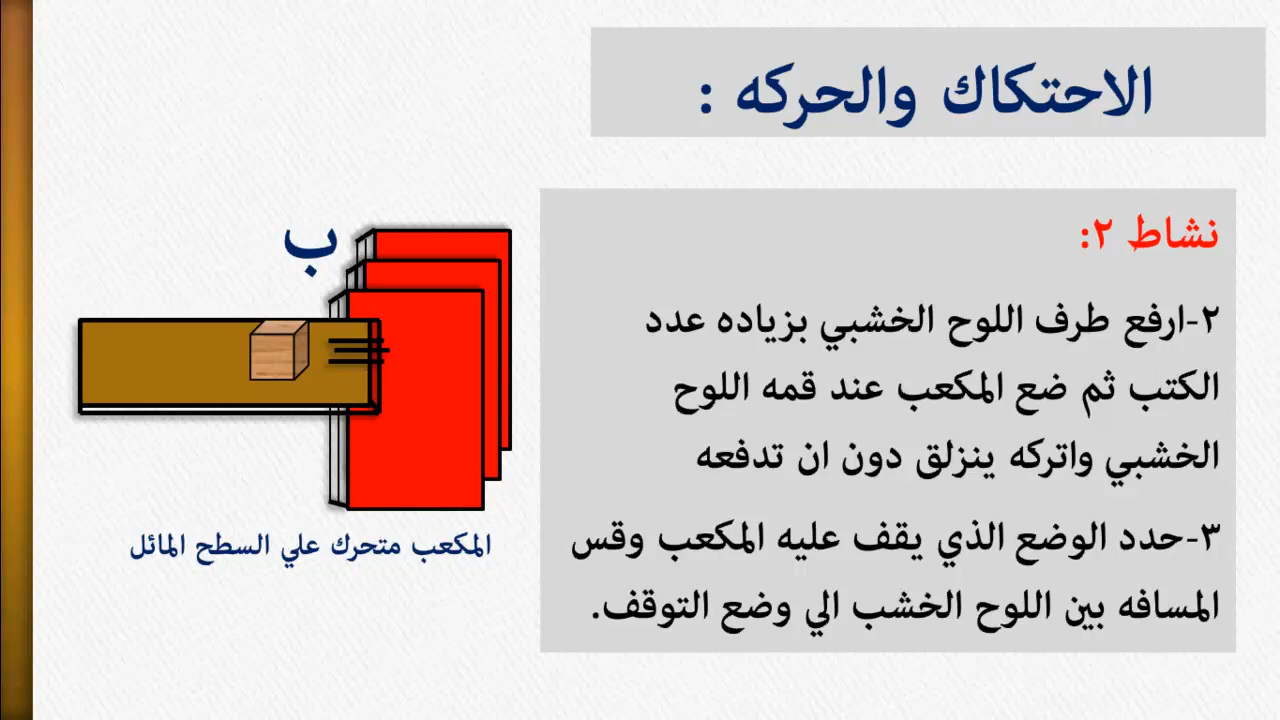 الاحتكاك والحركه :
نشاط ٢:
٢-ارفع طرف اللوح الخشبي بزياده عدد
الكتب ثم ضع المكعب عند قمه اللوح
الخشبي واتركه ينزلق دون ان تدفعه
٣-حدد الوضع الذي يقف عليه المكعب وقس
المسافه بين اللوح الخشب الي وضع التوقف.
ب
المكعب متحرك علي السطح المائل